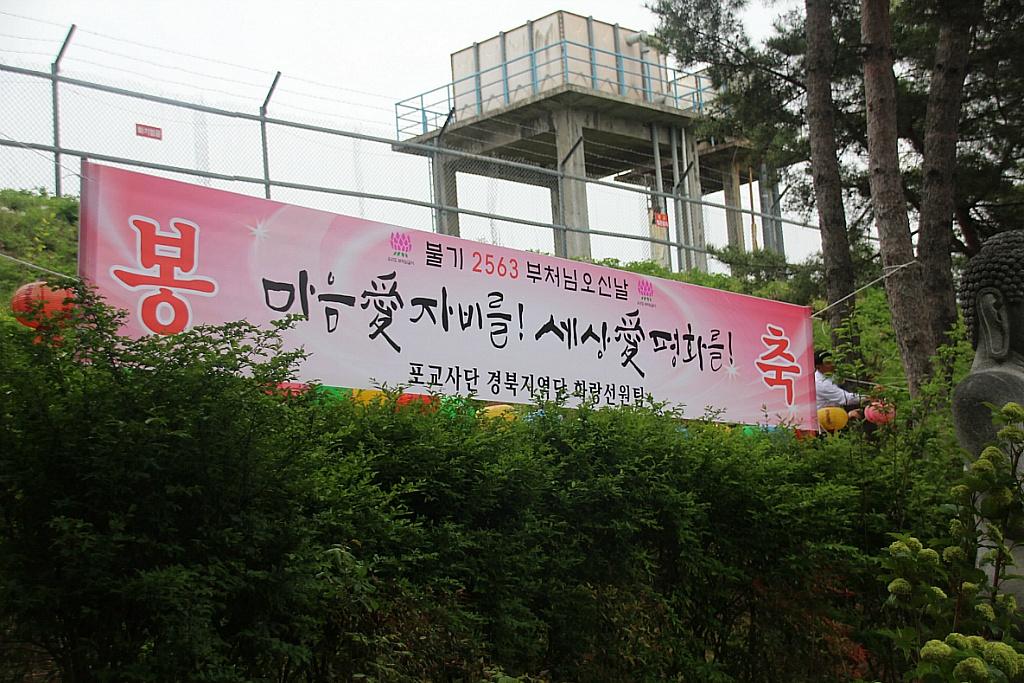 봉
불기 2563 부처님오신날
마음愛 자비를! 세상愛 평화를!
포교사단 경북지역단 화랑선원팀
축